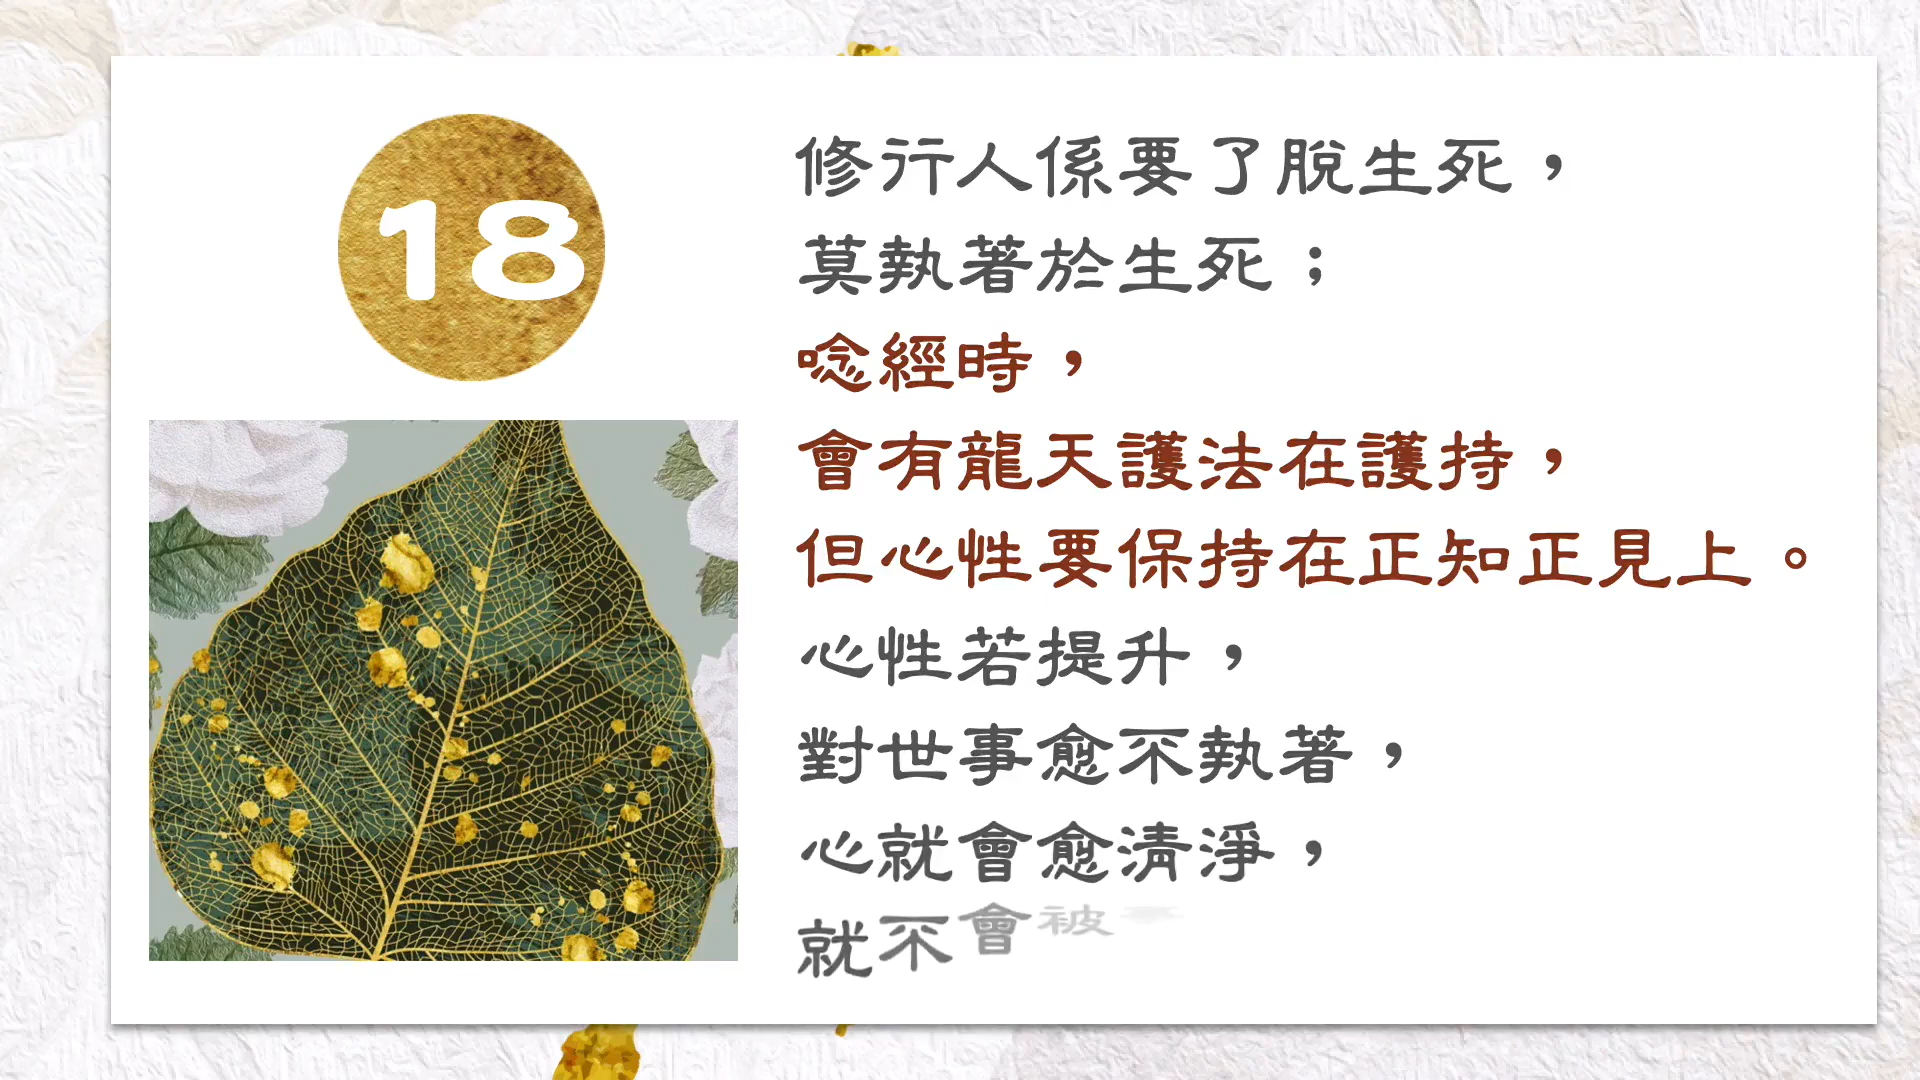 18
修行人係要了脫生死，
莫執著於生死；
唸經時，
會有龍天護法在護持，
但心性要保持在正知正見上。
心性若提升，
對世事愈不執著，
心就會愈清淨，
就不會被